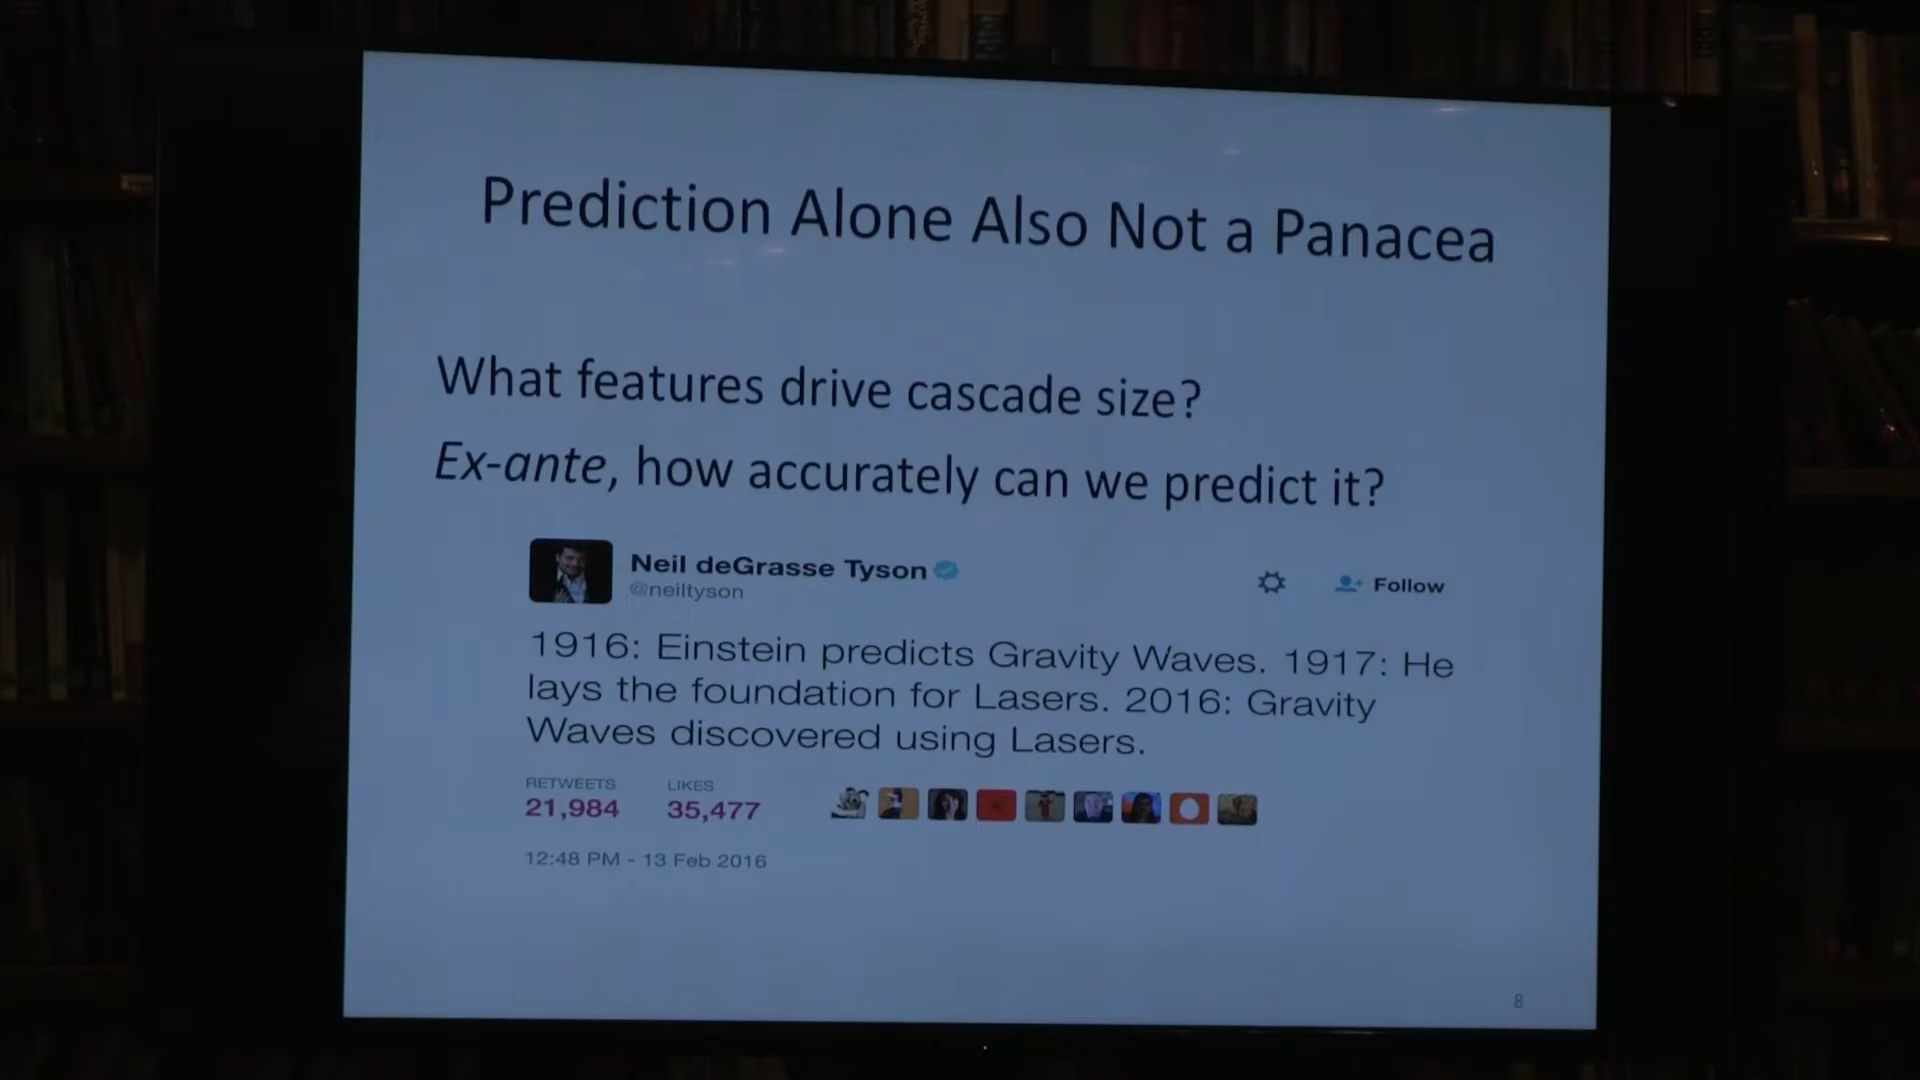 Prediction Alone Also Not a Panacea
What features drive cascade size?
Ex-ante, how accurately can we predict it?
Neil deGrasse Tyson
@neiltyson
Follow
1916: Einstein predicts Gravity Waves. 1917: He
lays the foundation for Lasers. 2016: Gravity
Waves discovered using Lasers.
RETWEETS LIKES
21,984 35,477
12:48 PM - 13 Feb 2016
8